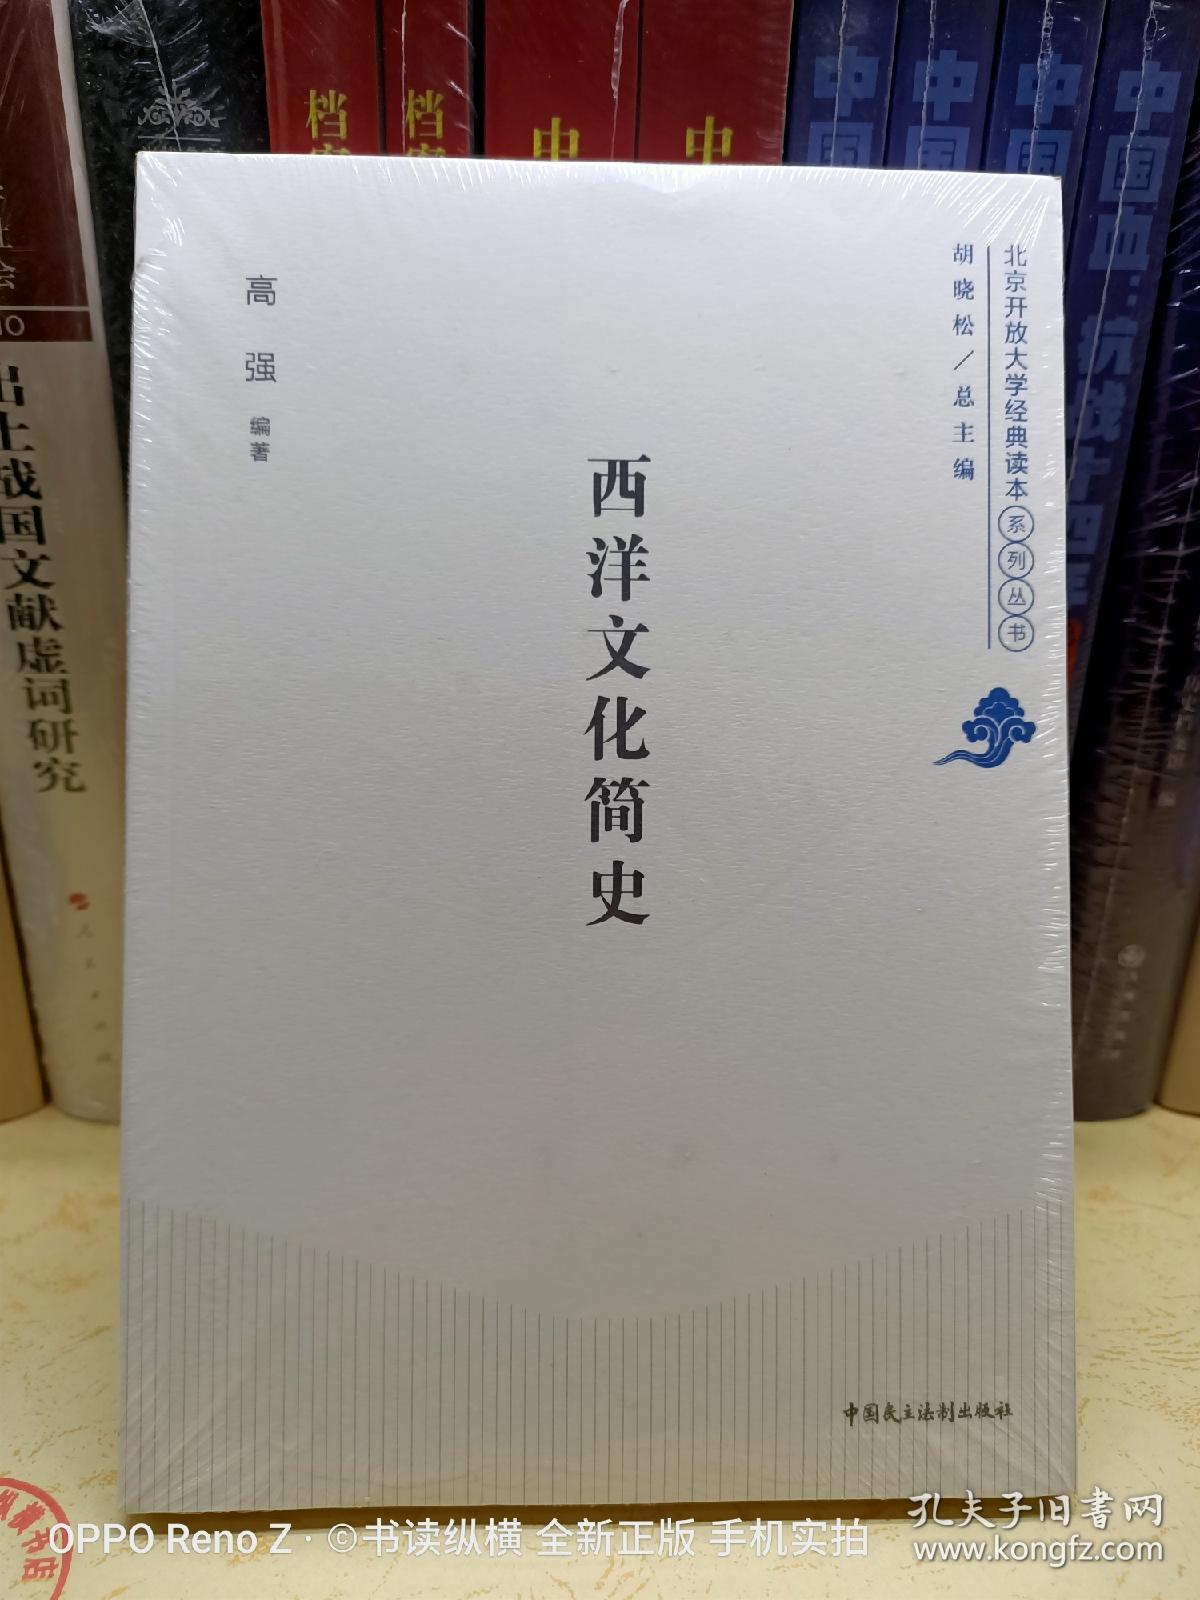 北京开放大学经典读本系列丛书
胡晓松/总主编
西洋文化简史
高强 编著
中国民主法制出版社
档
档
中
中
中国
中国
中国
中国血:抗战十四年
出土战国文献虚词研究
OPPO Reno Z · ©书读纵横 全新正版 手机实拍
孔夫子旧书网
www.kongfz.com